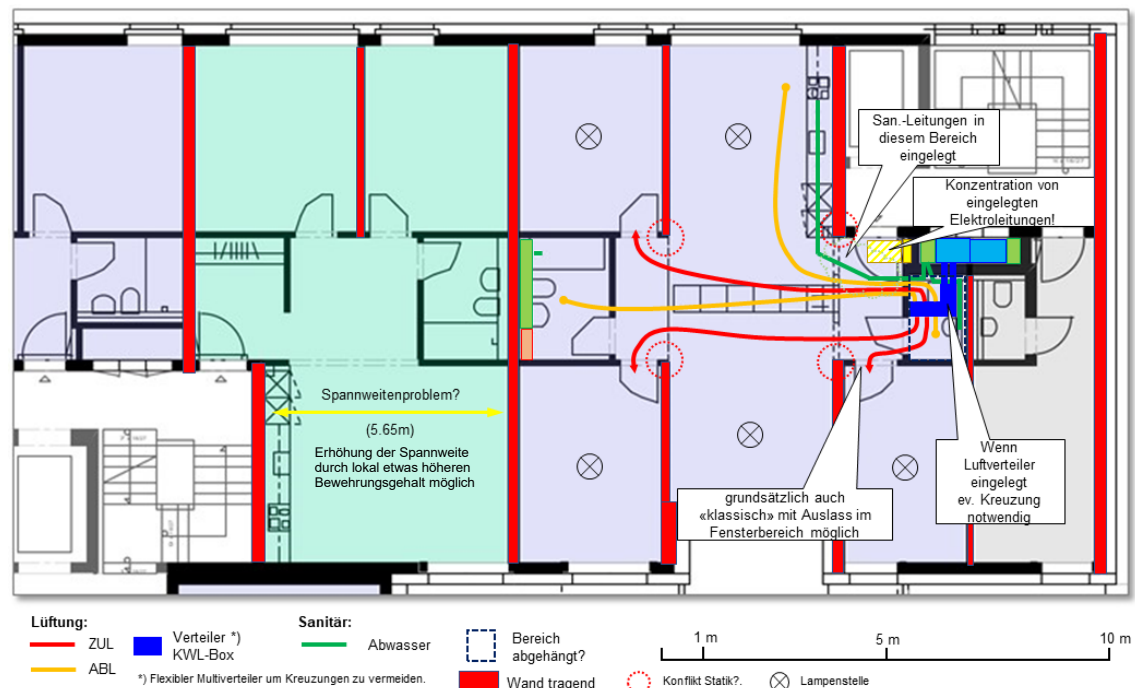 San.-Leitungen in
diesem Bereich
eingelegt
Konzentration von
eingelegten
Elektroleitungen!
Spannweitenproblem?
(5.65m)
Erhöhung der Spannweite
durch lokal etwas höheren
Bewehrungsgehalt möglich
grundsätzlich auch
«klassisch» mit Auslass im
Fensterbereich möglich
Wenn
Luftverteiler
eingelegt
ev. Kreuzung
notwendig
Lüftung:
ZUL
ABL
Verteiler *)
KWL-Box
*) Flexibler Multiverteiler um Kreuzungen zu vermeiden.
Sanitär:
Abwasser
Bereich
abgehängt?
Wand tragend
1 m
5 m
10 m
Konflikt Statik?.
Lampenstelle